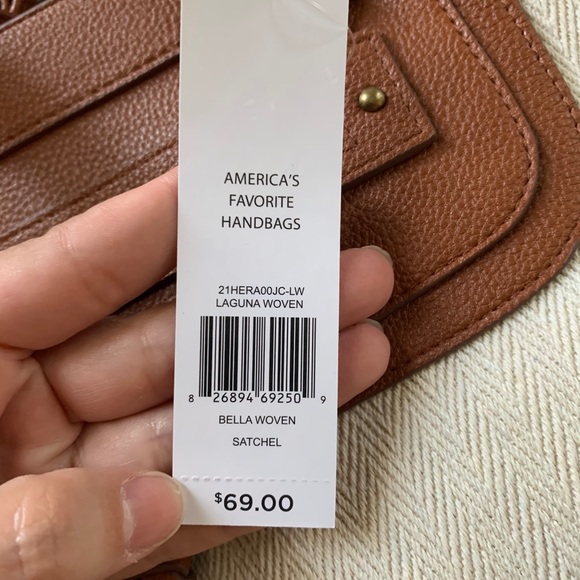 AMERICA'S
FAVORITE
HANDBAGS
21HERA00JC-LW
LAGUNA WOVEN
8 26894 69250 9
BELLA WOVEN
SATCHEL
$69.00